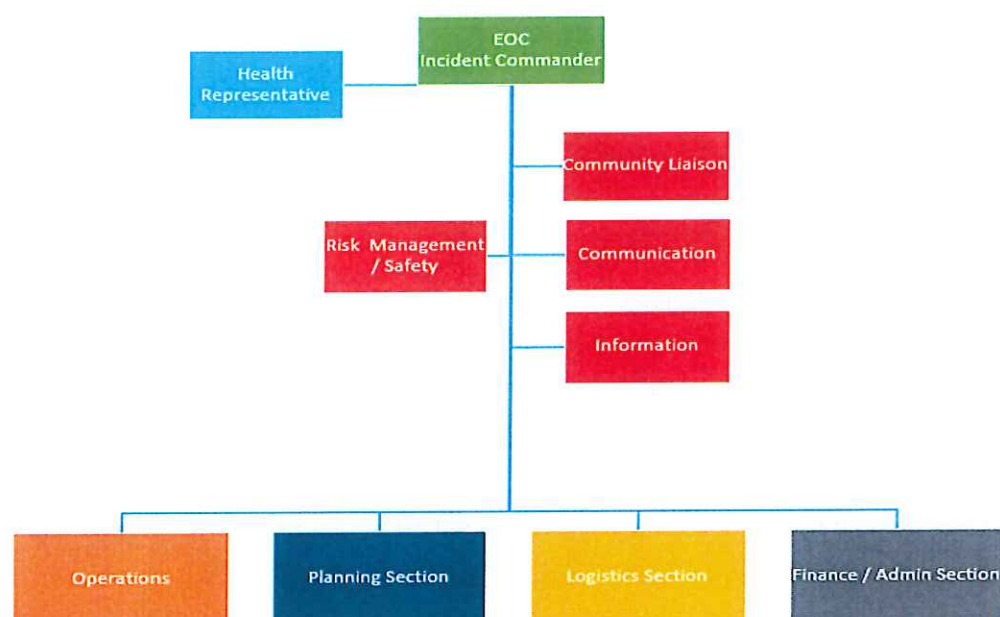 EOC
Incident Commander
Health
Representative
Community Liaison
Risk Management
/ Safety
Communication
Information
Operations
Planning Section
Logistics Section
Finance / Admin Section